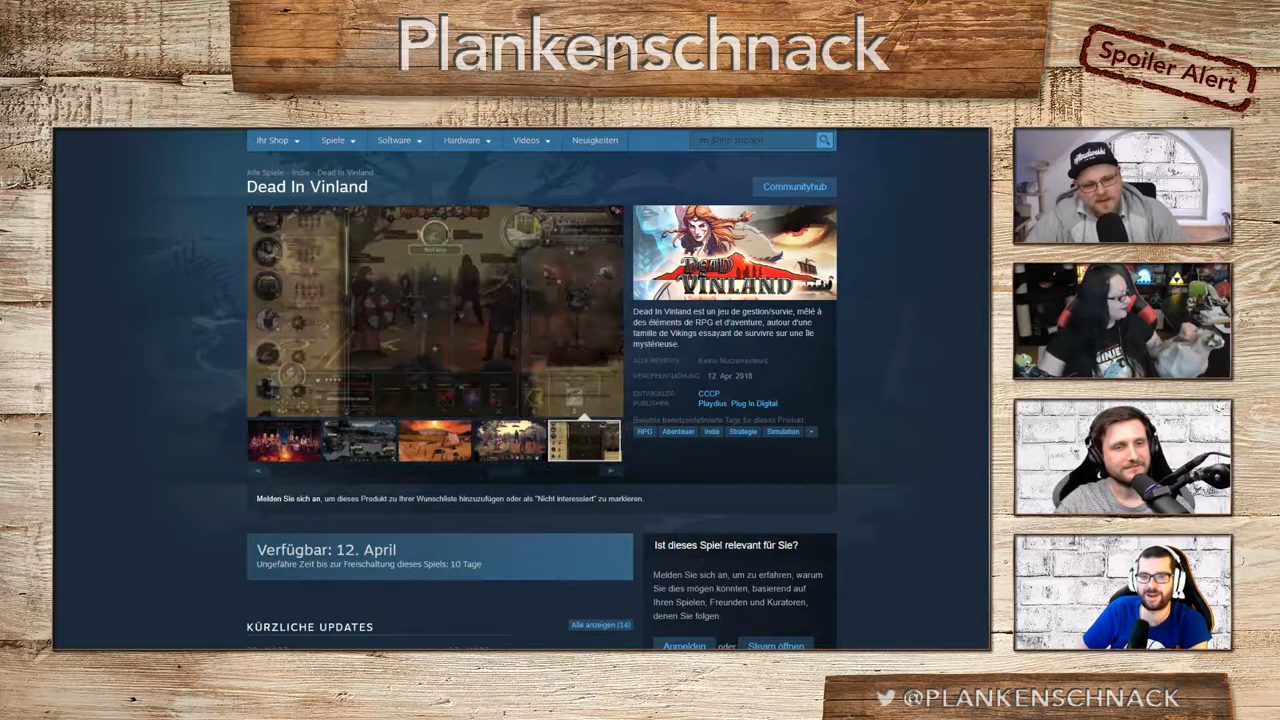 Plankenschnack
Spoiler Alert
Ihr Shop
Spiele
Software
Hardware
Videos
Neuigkeiten
Im Shop suchen
Alle Spiele Indie Dead In Vinland
Dead In Vinland
Communityhub
DEAD IN
VINLAND
Dead In Vinland est un jeu de gestion/survie, mêlé à
des éléments de RPG et d'aventure, autour d'une
famille de Vikings essayant de survivre sur une île
mystérieuse.
ALLE REVIEWS: Keine Nutzerreviews
VERÖFFENTLICHUNG: 12. Apr 2018
ENTWICKLER: CCCP
PUBLISHER: Playdius Plug In Digital
Beliebte benutzerdefinierte Tags für dieses Produkt:
RPG Abenteuer Indie Strategie Simulation +
Melden Sie sich an, um dieses Produkt zu Ihrer Wunschliste hinzuzufügen oder als "Nicht interessiert" zu markieren.
Verfügbar: 12. April
Ungefähre Zeit bis zur Freischaltung dieses Spiels: 10 Tage
Ist dieses Spiel relevant für Sie?
Melden Sie sich an, um zu erfahren, warum
Sie dies mögen könnten, basierend auf
Ihren Spielen, Freunden und Kuratoren,
denen Sie folgen.
Anmelden oder Steam öffnen
KÜRZLICHE UPDATES
Alle anzeigen (14)
NINJE
@PLANKENSCHNACK